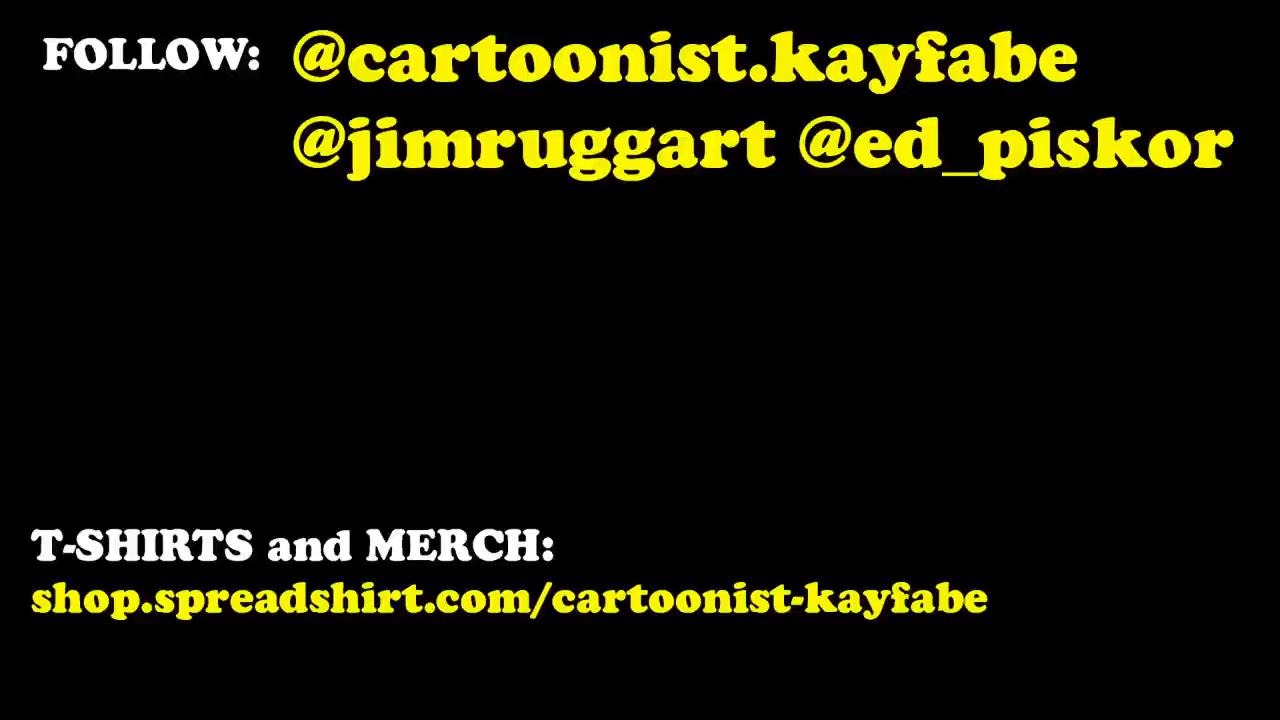 FOLLOW: @cartoonist.kayfabe
@jimruggart @ed_piskor
T-SHIRTS and MERCH:
shop.spreadshirt.com/cartoonist-kayfabe